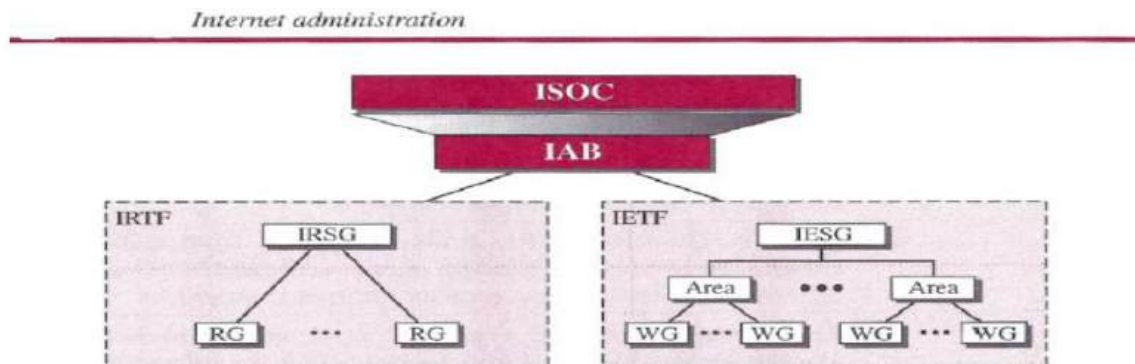 Internet administration
ISOC
IAB
IRTF
IETF
IRSG
IESG
Area ••• Area
RG ••• RG
WG ••• WG WG ••• WG